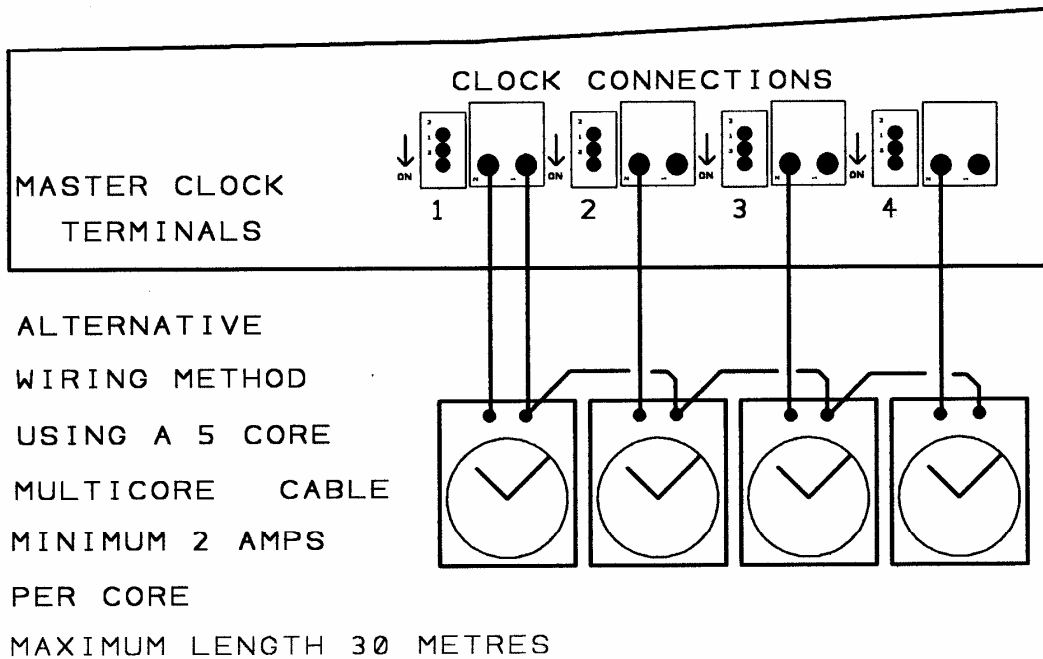 CLOCK CONNECTIONS
ON
ON
ON
ON
MASTER CLOCK
TERMINALS
1
2
3
4
ALTERNATIVE
WIRING METHOD
USING A 5 CORE
MULTICORE CABLE
MINIMUM 2 AMPS
PER CORE
MAXIMUM LENGTH 30 METRES